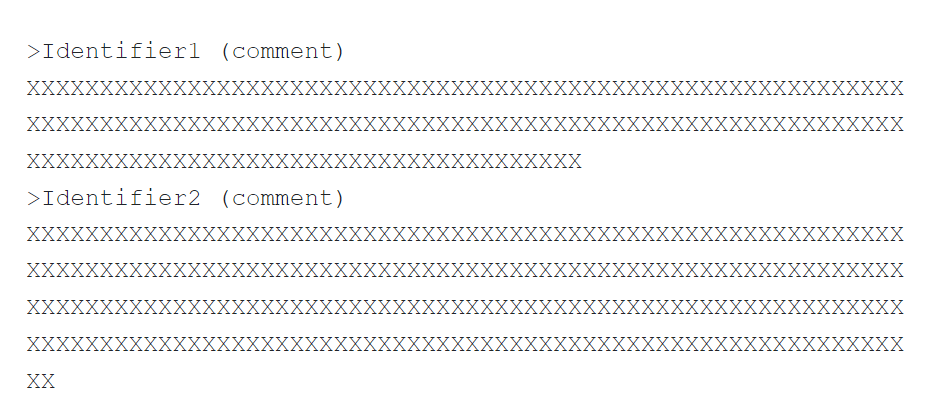 >Identifier1 (comment)
XXXXXXXXXXXXXXXXXXXXXXXXXXXXXXXXXXXXXXXXXXXXXXXXXXXXXXXXXXXX
XXXXXXXXXXXXXXXXXXXXXXXXXXXXXXXXXXXXXXXXXXXXXXXXXXXXXXXXXXXX
XXXXXXXXXXXXXXXXXXXXXXXXXXXXXXXXXXXXXX
>Identifier2 (comment)
XXXXXXXXXXXXXXXXXXXXXXXXXXXXXXXXXXXXXXXXXXXXXXXXXXXXXXXXXXXX
XXXXXXXXXXXXXXXXXXXXXXXXXXXXXXXXXXXXXXXXXXXXXXXXXXXXXXXXXXXX
XXXXXXXXXXXXXXXXXXXXXXXXXXXXXXXXXXXXXXXXXXXXXXXXXXXXXXXXXXXX
XXXXXXXXXXXXXXXXXXXXXXXXXXXXXXXXXXXXXXXXXXXXXXXXXXXXXXXXXXXX
XX